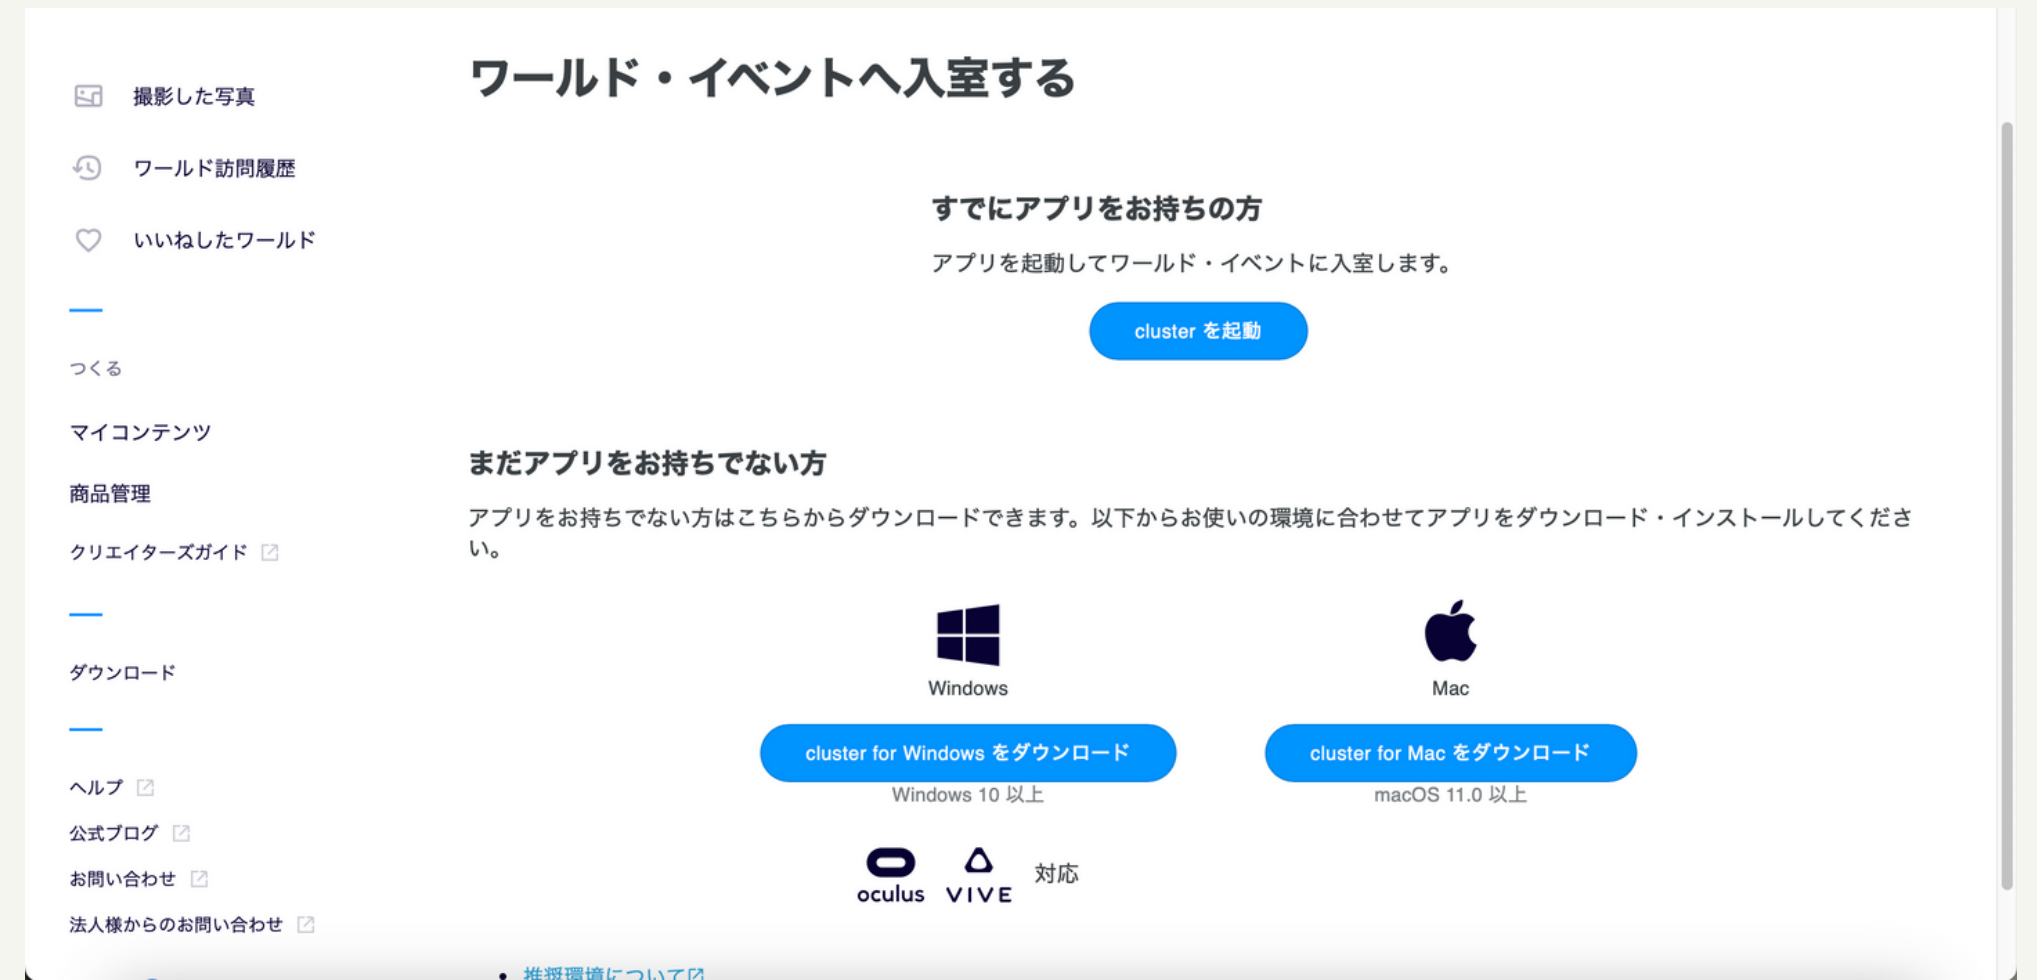 撮影した写真
ワールド訪問履歴
いいねしたワールド
つくる
マイコンテンツ
商品管理
クリエイターズガイド
ダウンロード
ヘルプ
公式ブログ
お問い合わせ
法人様からのお問い合わせ
ワールド・イベントへ入室する
すでにアプリをお持ちの方
アプリを起動してワールド・イベントに入室します。
cluster を起動
まだアプリをお持ちでない方
アプリをお持ちでない方はこちらからダウンロードできます。以下からお使いの環境に合わせてアプリをダウンロード・インストールしてくださ
い。
Windows
cluster for Windows をダウンロード
Windows 10 以上
oculus VIVE 対応
Mac
cluster for Mac をダウンロード
macOS 11.0 以上
推奨環境について